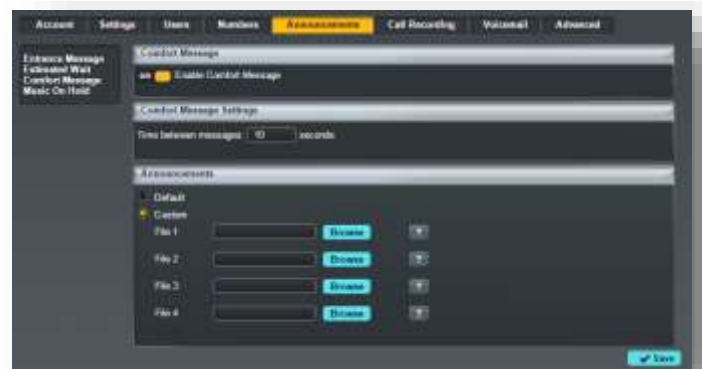 Account Settings Users Numbers Announcements Call Recording Voicemail Advanced
Entrance Message
Estimated Wait
Comfort Message
Music On Hold
Comfort Message
on Enable Comfort Message
Comfort Message Settings
Time between messages 10 seconds
Announcements
Default
Custom
File 1 Browse ?
File 2 Browse ?
File 3 Browse ?
File 4 Browse ?
Save